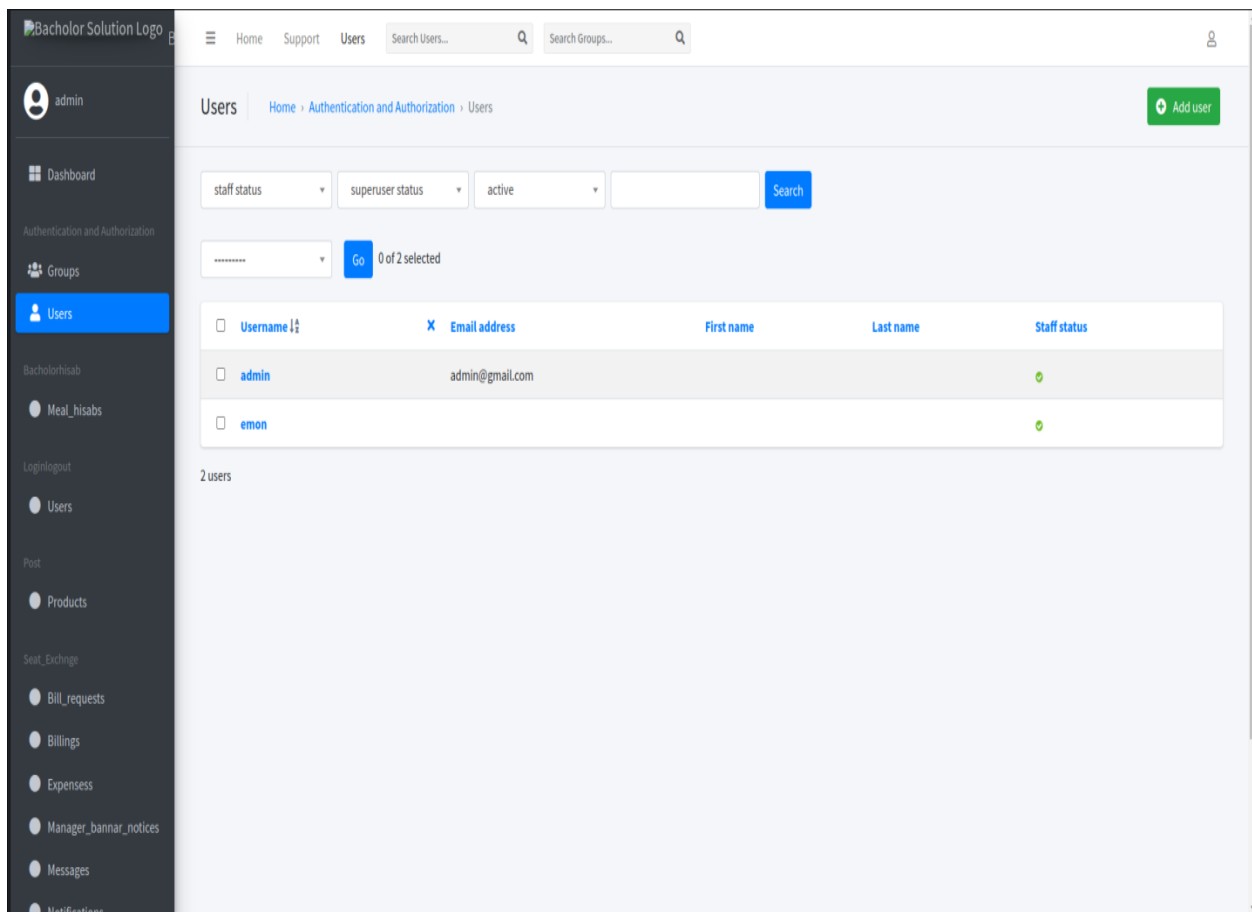 Bacholor Solution Logo B
Home Support Users Search Users... Search Groups...
admin
Users Home › Authentication and Authorization › Users Add user
Dashboard
staff status superuser status active Search
Authentication and Authorization
Groups
--------- Go 0 of 2 selected
Users
Username Email address First name Last name Staff status
Bacholorhisab
admin admin@gmail.com
Meal_hisabs
emon
Loginlogout
2 users
Users
Post
Products
Seat_Exchnge
Bill_requests
Billings
Expensess
Manager_bannar_notices
Messages
Notifications